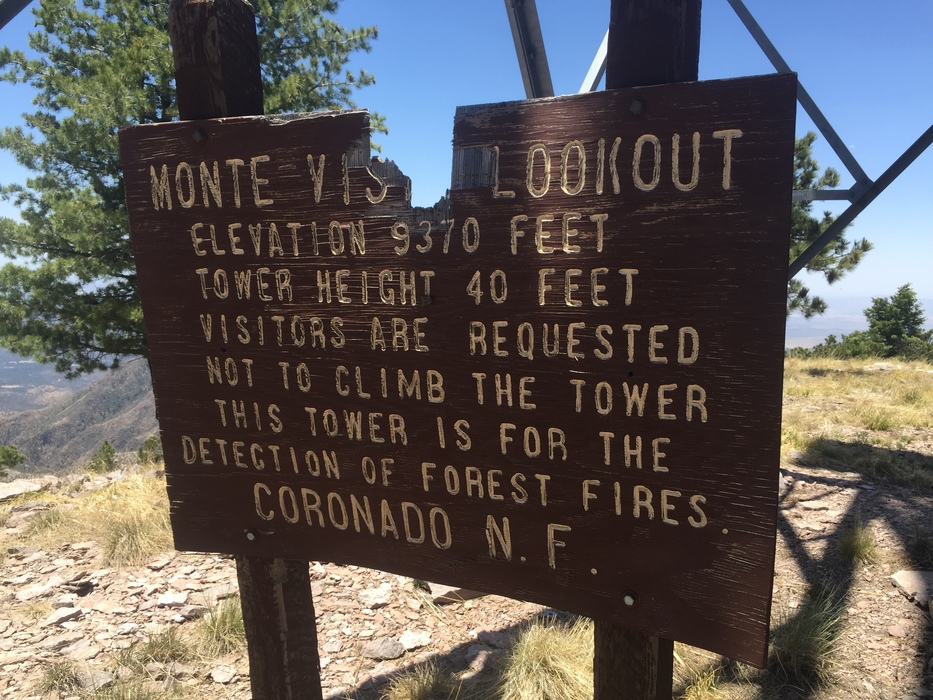 MONTE VIS LOOKOUT
ELEVATION 9370 FEET
TOWER HEIGHT 40 FEET
VISITORS ARE REQUESTED
NOT TO CLIMB THE TOWER
THIS TOWER IS FOR THE
DETECTION OF FOREST FIRES.
CORONADO N.F.